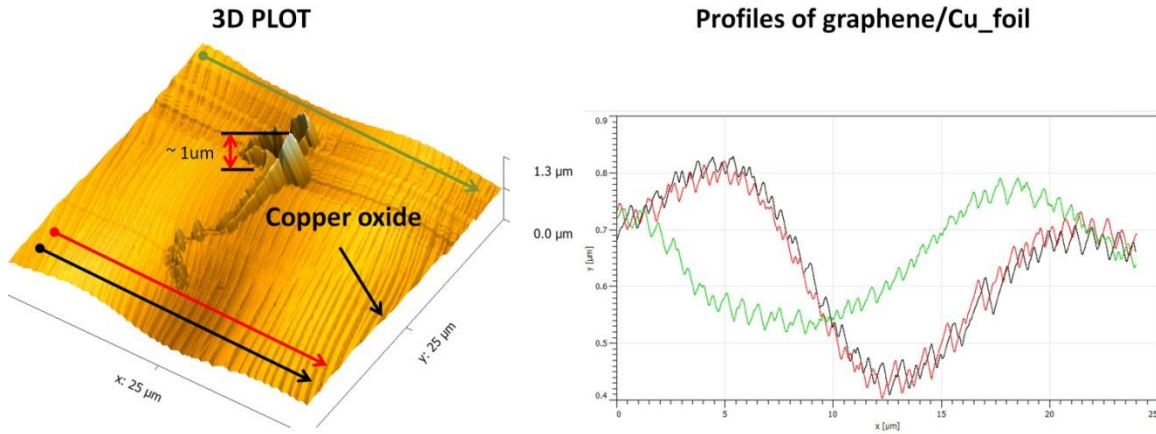 3D PLOT
~ 1um
Copper oxide
1.3 µm
0.0 µm
x: 25 µm
y: 25 µm
Profiles of graphene/Cu_foil
0.9
0.8
0.7
0.6
0.5
0.4
y [µm]
0 5 10 15 20 25
x [µm]